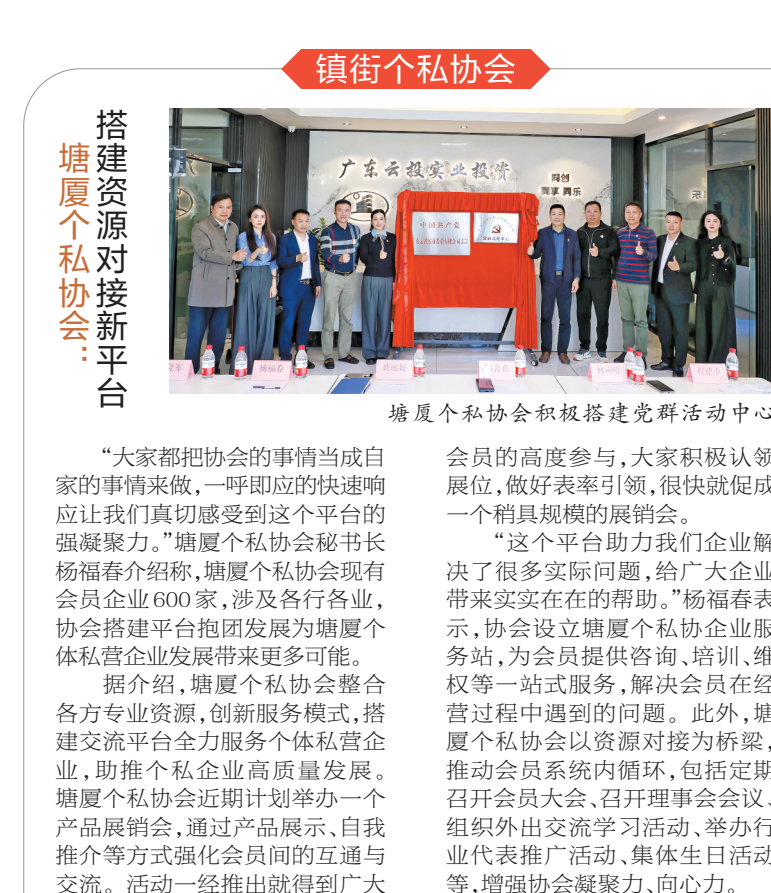 镇街个私协会
塘厦个私协会：
搭建资源对接新平台
广东云投实业投资
同创
同享 同乐
中国共产党
杨福春
塘厦个私协会积极搭建党群活动中心
“大家都把协会的事情当成自
家的事情来做,一呼即应的快速响
应让我们真切感受到这个平台的
强凝聚力。”塘厦个私协会秘书长
杨福春介绍称,塘厦个私协会现有
会员企业600家,涉及各行各业,
协会搭建平台抱团发展为塘厦个
体私营企业发展带来更多可能。
据介绍,塘厦个私协会整合
各方专业资源,创新服务模式,搭
建交流平台全力服务个体私营企
业,助推个私企业高质量发展。
塘厦个私协会近期计划举办一个
产品展销会,通过产品展示、自我
推介等方式强化会员间的互通与
交流。活动一经推出就得到广大
会员的高度参与,大家积极认领
展位,做好表率引领,很快就促成
一个稍具规模的展销会。
“这个平台助力我们企业解
决了很多实际问题,给广大企业
带来实实在在的帮助。”杨福春表
示,协会设立塘厦个私协企业服
务站,为会员提供咨询、培训、维
权等一站式服务,解决会员在经
营过程中遇到的问题。此外,塘
厦个私协会以资源对接为桥梁,
推动会员系统内循环,包括定期
召开会员大会、召开理事会会议、
组织外出交流学习活动、举办行
业代表推广活动、集体生日活动
等,增强协会凝聚力、向心力。